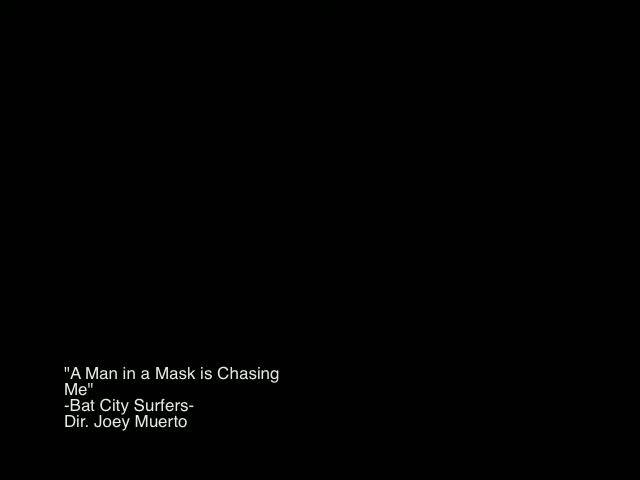 "A Man in a Mask is Chasing
Me"
-Bat City Surfers-
Dir. Joey Muerto